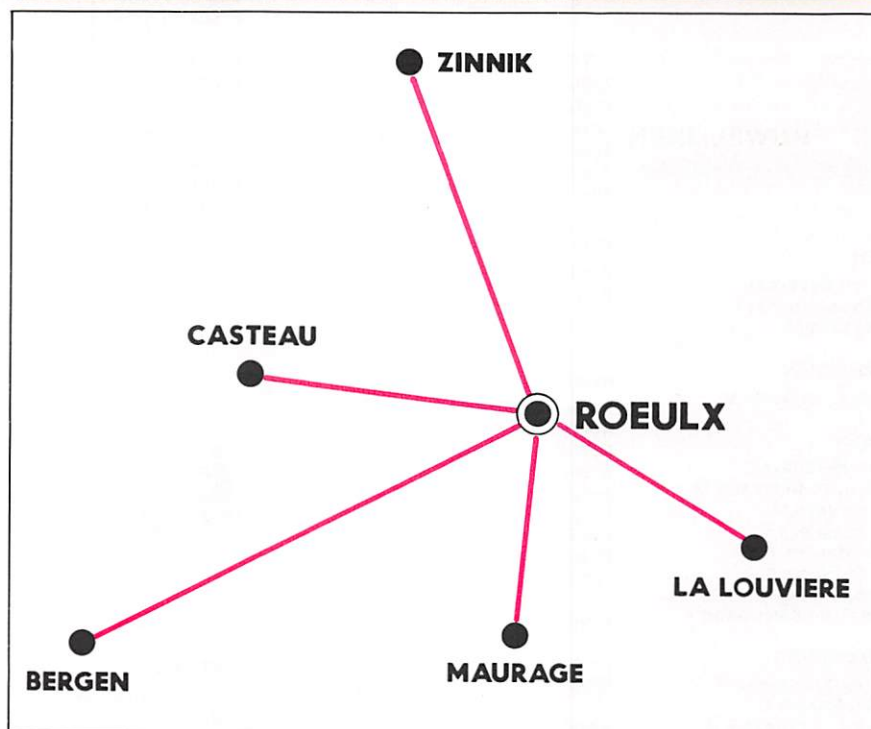 ZINNIK
CASTEAU
ROEULX
LA LOUVIERE
MAURAGE
BERGEN